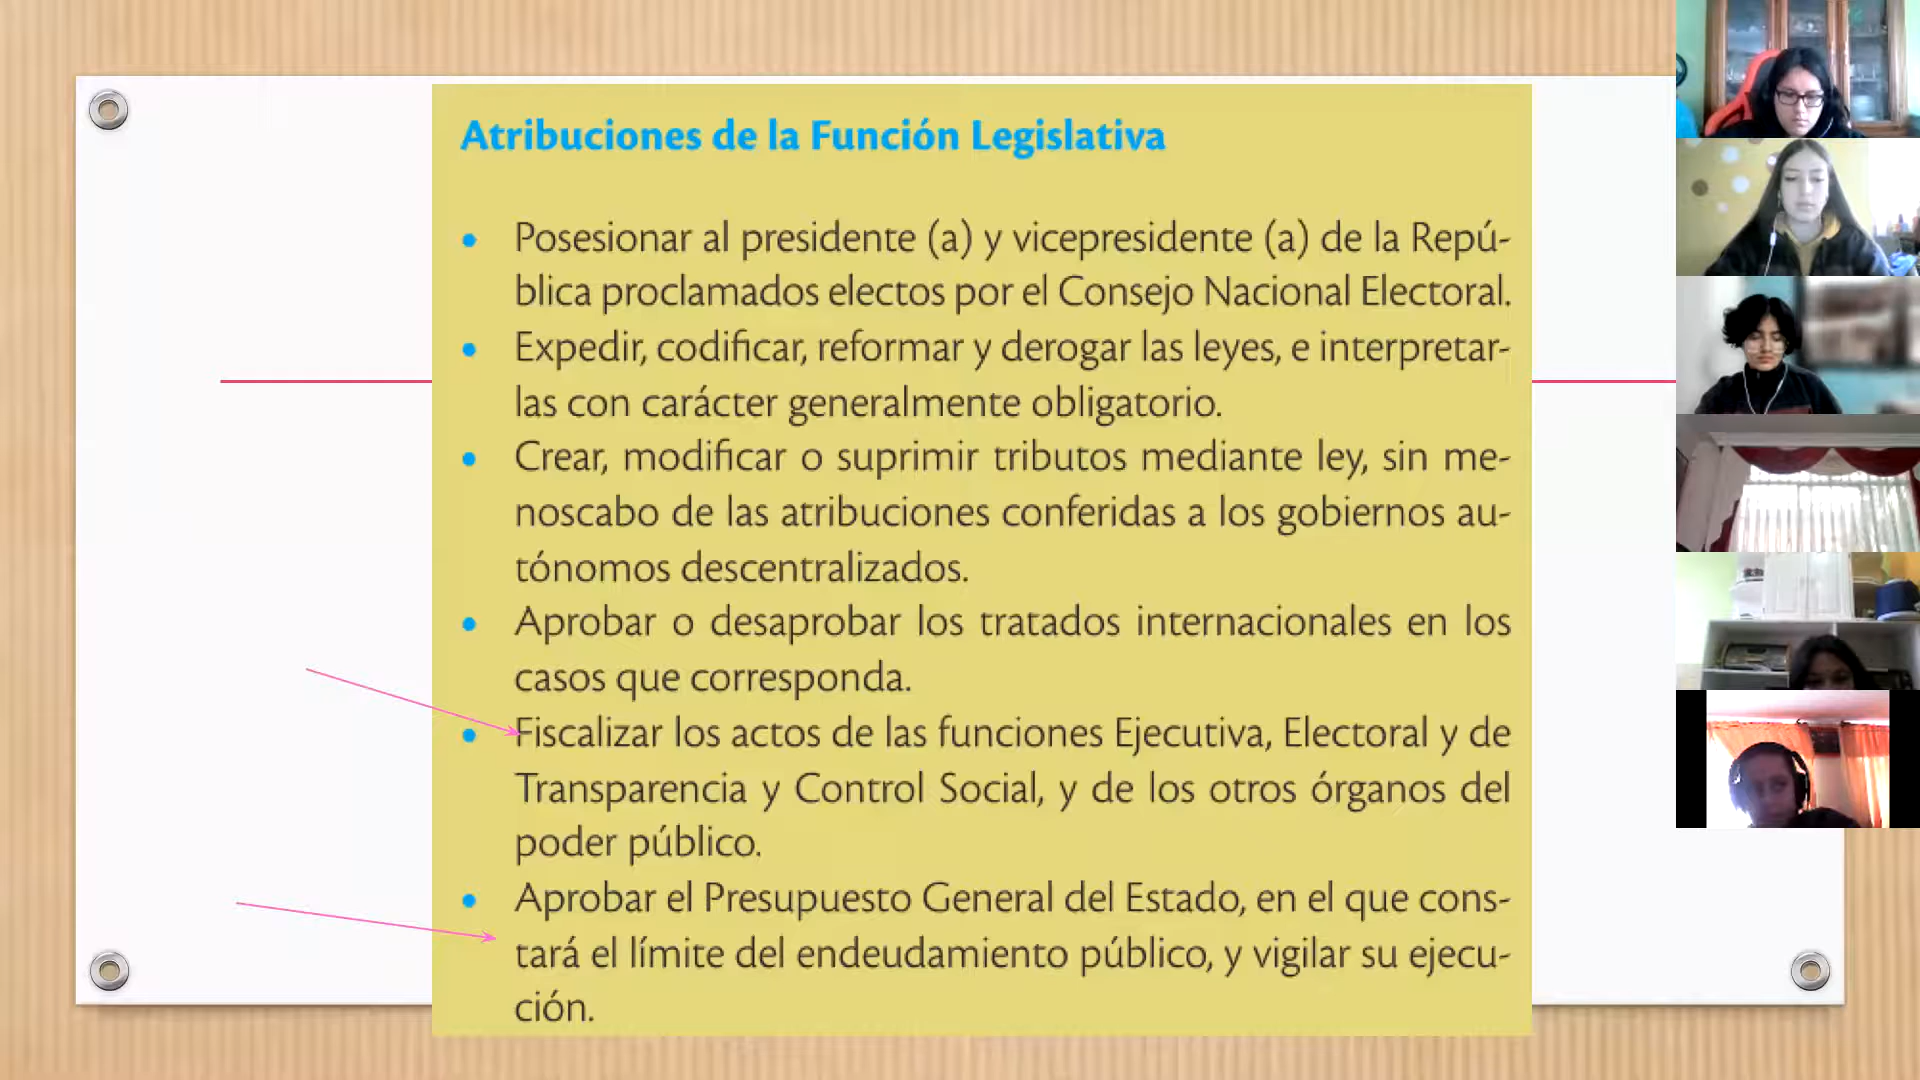 Atribuciones de la Función Legislativa
• Posesionar al presidente (a) y vicepresidente (a) de la Repú-
blica proclamados electos por el Consejo Nacional Electoral.
• Expedir, codificar, reformar y derogar las leyes, e interpretar-
las con carácter generalmente obligatorio.
• Crear, modificar o suprimir tributos mediante ley, sin me-
noscabo de las atribuciones conferidas a los gobiernos au-
tónomos descentralizados.
• Aprobar o desaprobar los tratados internacionales en los
casos que corresponda.
• Fiscalizar los actos de las funciones Ejecutiva, Electoral y de
Transparencia y Control Social, y de los otros órganos del
poder público.
• Aprobar el Presupuesto General del Estado, en el que cons-
tará el límite del endeudamiento público, y vigilar su ejecu-
ción.